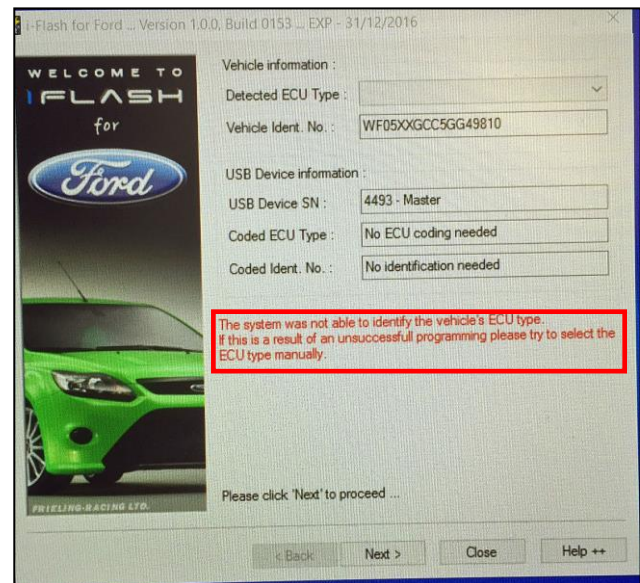 i-Flash for Ford ... Version 1.0.0, Build 0153 ... EXP - 31/12/2016
WELCOME TO
IFLASH
for
Ford
FRIELING-RACING LTD.
Vehicle information :
Detected ECU Type :
Vehicle Ident. No. : WF05XXGCC5GG49810
USB Device information :
USB Device SN : 4493 - Master
Coded ECU Type : No ECU coding needed
Coded Ident. No. : No identification needed
The system was not able to identify the vehicle's ECU type.
If this is a result of an unsuccessfull programming please try to select the
ECU type manually.
Please click 'Next' to proceed ...
< Back Next > Close Help ++